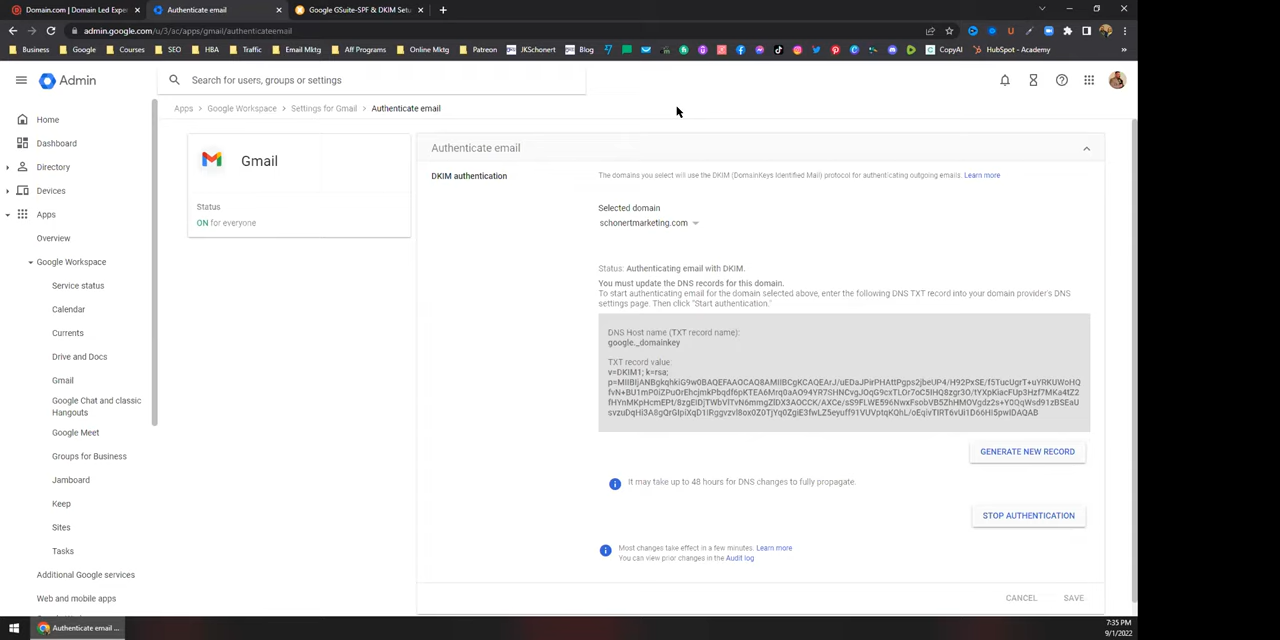 Domain.com | Domain Led Exper
Authenticate email
Google GSuite-SPF & DKIM Setu
admin.google.com/u/3/ac/apps/gmail/authenticateemail
Business
Google
Courses
SEO
HBA
Traffic
Email Mktg
Aff Programs
Online Mktg
Patreon
JKSchonert
Blog
CopyAI
HubSpot - Academy
Admin
Search for users, groups or settings
Apps > Google Workspace > Settings for Gmail > Authenticate email
Home
Dashboard
Directory
Devices
Apps
Overview
Google Workspace
Service status
Calendar
Currents
Drive and Docs
Gmail
Google Chat and classic
Hangouts
Google Meet
Groups for Business
Jamboard
Keep
Sites
Tasks
Additional Google services
Web and mobile apps
Gmail
Status
ON for everyone
Authenticate email
DKIM authentication
The domains you select will use the DKIM (DomainKeys Identified Mail) protocol for authenticating outgoing emails. Learn more
Selected domain
schonertmarketing.com
Status: Authenticating email with DKIM.
You must update the DNS records for this domain.
To start authenticating email for the domain selected above, enter the following DNS TXT record into your domain provider's DNS
settings page. Then click "Start authentication."
DNS Host name (TXT record name):
google._domainkey
TXT record value:
v=DKIM1; k=rsa;
GENERATE NEW RECORD
It may take up to 48 hours for DNS changes to fully propagate.
STOP AUTHENTICATION
Most changes take effect in a few minutes. Learn more
You can view prior changes in the Audit log
CANCEL
SAVE
Authenticate email ...
7:35 PM
9/1/2022